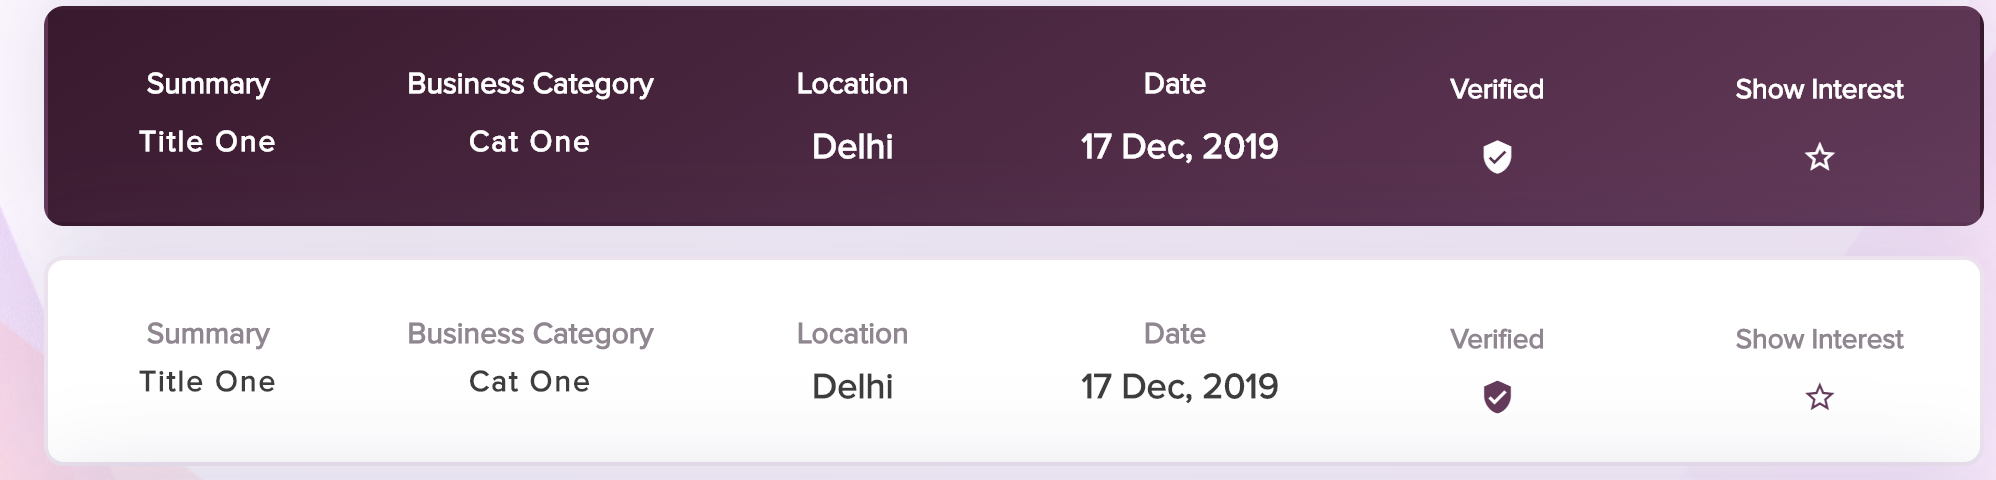 Summary Business Category Location Date Verified Show Interest
Title One Cat One Delhi 17 Dec, 2019
Summary Business Category Location Date Verified Show Interest
Title One Cat One Delhi 17 Dec, 2019